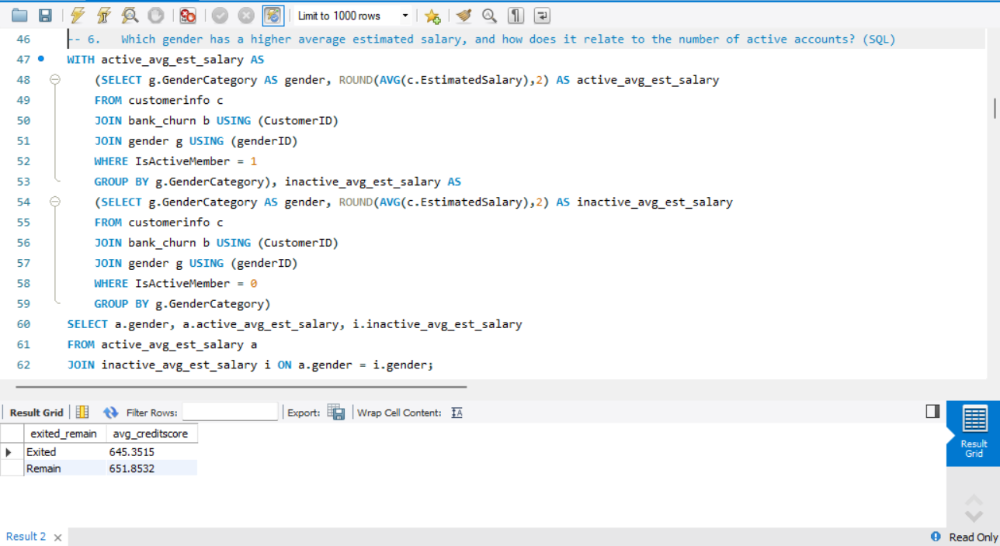 Limit to 1000 rows
46 -- 6. Which gender has a higher average estimated salary, and how does it relate to the number of active accounts? (SQL)
47 WITH active_avg_est_salary AS
48 (SELECT g.GenderCategory AS gender, ROUND(AVG(c.EstimatedSalary),2) AS active_avg_est_salary
49 FROM customerinfo c
50 JOIN bank_churn b USING (CustomerID)
51 JOIN gender g USING (genderID)
52 WHERE IsActiveMember = 1
53 GROUP BY g.GenderCategory), inactive_avg_est_salary AS
54 (SELECT g.GenderCategory AS gender, ROUND(AVG(c.EstimatedSalary),2) AS inactive_avg_est_salary
55 FROM customerinfo c
56 JOIN bank_churn b USING (CustomerID)
57 JOIN gender g USING (genderID)
58 WHERE IsActiveMember = 0
59 GROUP BY g.GenderCategory)
60 SELECT a.gender, a.active_avg_est_salary, i.inactive_avg_est_salary
61 FROM active_avg_est_salary a
62 JOIN inactive_avg_est_salary i ON a.gender = i.gender;
Result Grid Filter Rows: Export: Wrap Cell Content: IA
exited_remain avg_creditscore
Exited 645.3515
Remain 651.8532
Result
Grid
Result 2 Read Only